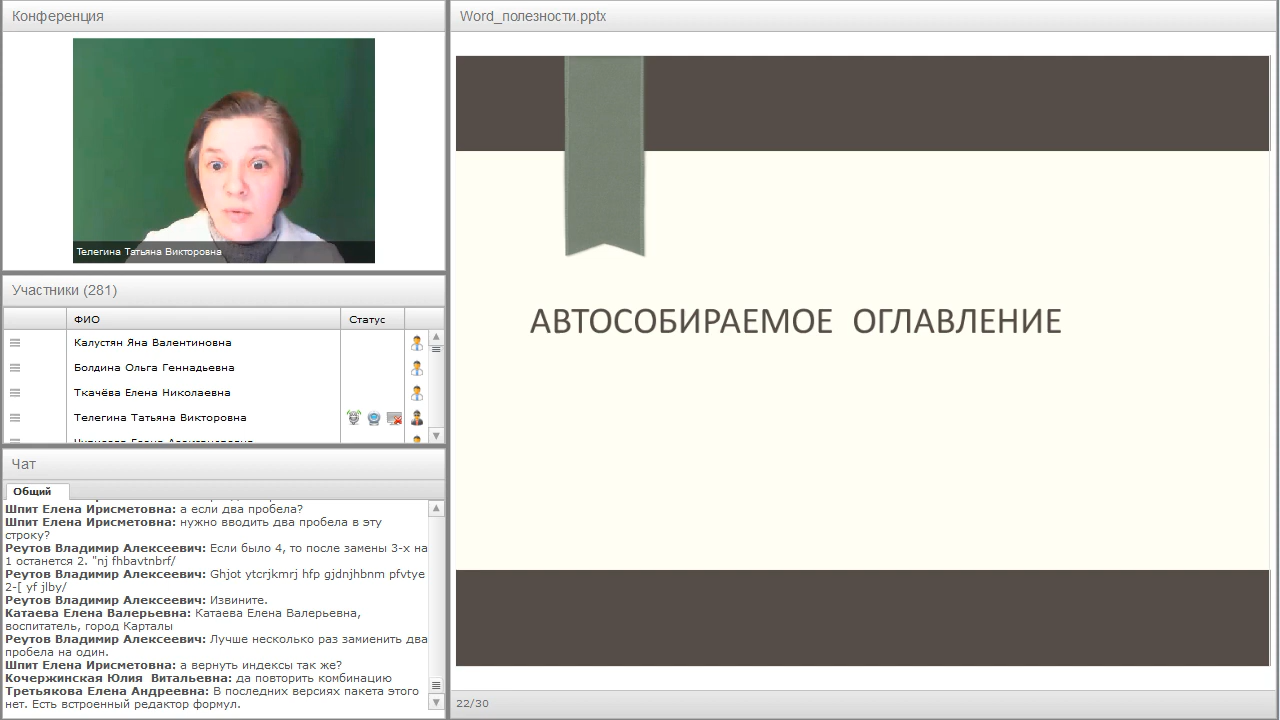 Конференция
Телегина Татьяна Викторовна
Участники (281)
ФИО Статус
Калустян Яна Валентиновна
Болдина Ольга Геннадьевна
Ткачёва Елена Николаевна
Телегина Татьяна Викторовна
Чат
Общий
Шпит Елена Ирисметовна: а если два пробела?
Шпит Елена Ирисметовна: нужно вводить два пробела в эту
строку?
Реутов Владимир Алексеевич: Если было 4, то после замены 3-х на
1 останется 2. "nj fhbavtnbrf/
Реутов Владимир Алексеевич: Ghjot ytcrjkmrj hfp gjdnjhbnm pfvtye
2-[ yf jlby/
Реутов Владимир Алексеевич: Извините.
Катаева Елена Валерьевна: Катаева Елена Валерьевна,
воспитатель, город Карталы
Реутов Владимир Алексеевич: Лучше несколько раз замиенить два
пробела на один.
Шпит Елена Ирисметовна: а вернуть индексы так же?
Кочержинская Юлия Витальевна: да повторить комбинацию
Третьякова Елена Андреевна: В последних версиях пакета этого
нет. Есть встроенный редактор формул.
Word_полезности.pptx
АВТОСОБИРАЕМОЕ ОГЛАВЛЕНИЕ
22/30